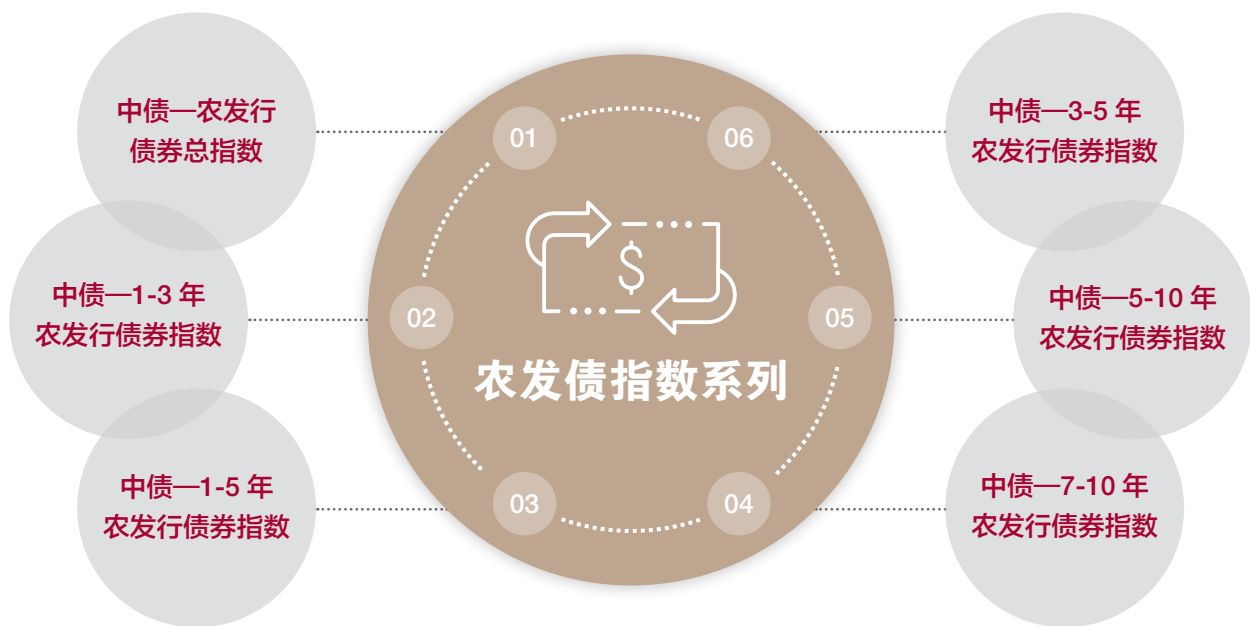 中债—农发行
债券总指数
中债—1-3 年
农发行债券指数
中债—1-5 年
农发行债券指数
01
02
03
04
05
06
$
农发债指数系列
中债—3-5 年
农发行债券指数
中债—5-10 年
农发行债券指数
中债—7-10 年
农发行债券指数